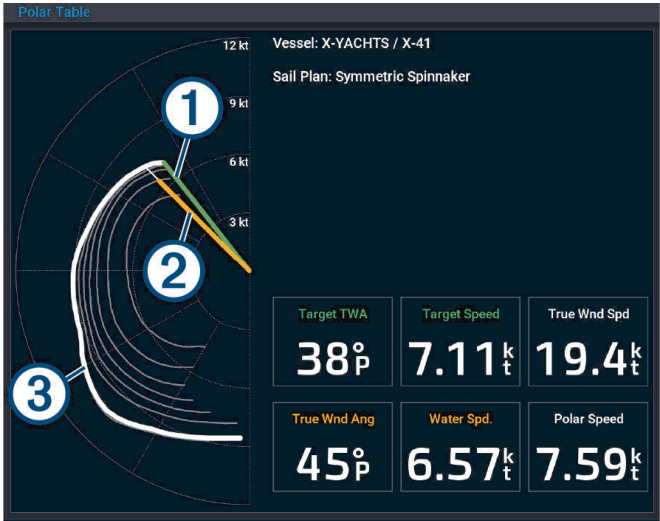 Polar Table
Vessel: X-YACHTS / X-41
Sail Plan: Symmetric Spinnaker
12 kt
9 kt
6 kt
3 kt
1
2
3
Target TWA
38°P
Target Speed
7.11kt
True Wnd Spd
19.4kt
True Wnd Ang
45°P
Water Spd.
6.57kt
Polar Speed
7.59kt